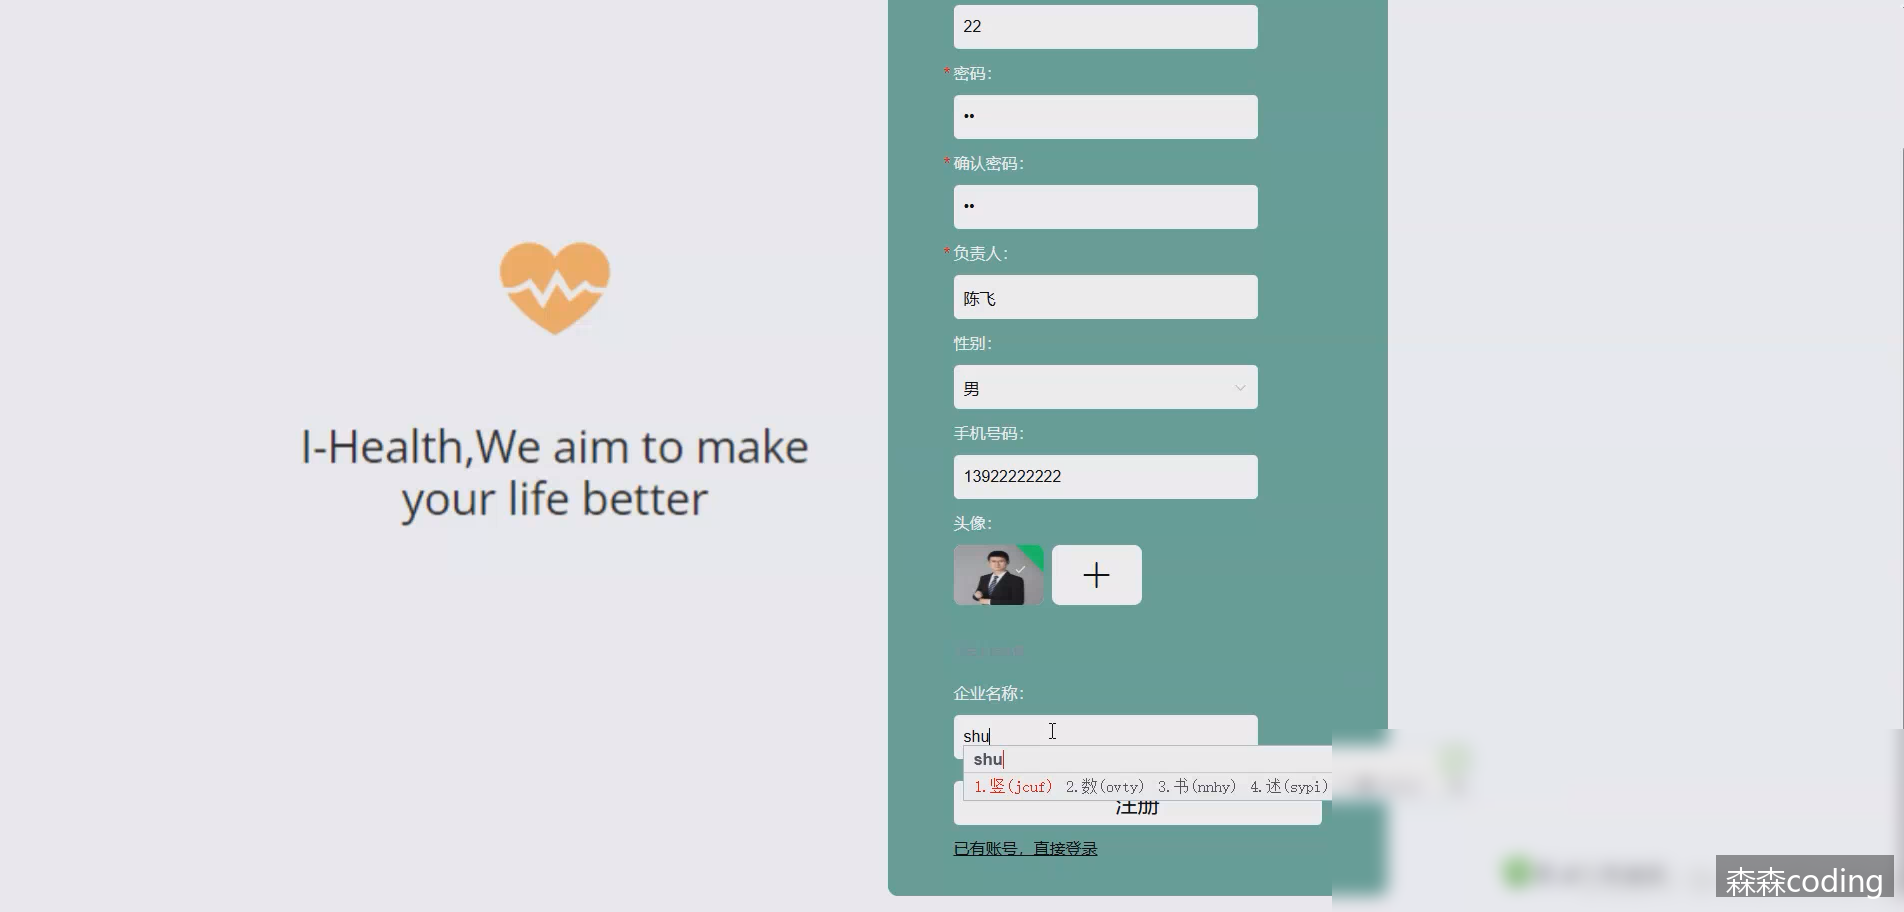 I-Health,We aim to make
your life better
22
*密码：
••
*确认密码：
••
*负责人：
陈飞
性别：
男
手机号码：
13922222222
头像：
企业名称：
shu
shu
1.竖(jcuf) 2.数(ovty) 3.书(nnhy) 4.述(sypi)
注册
已有账号，直接登录
森森coding